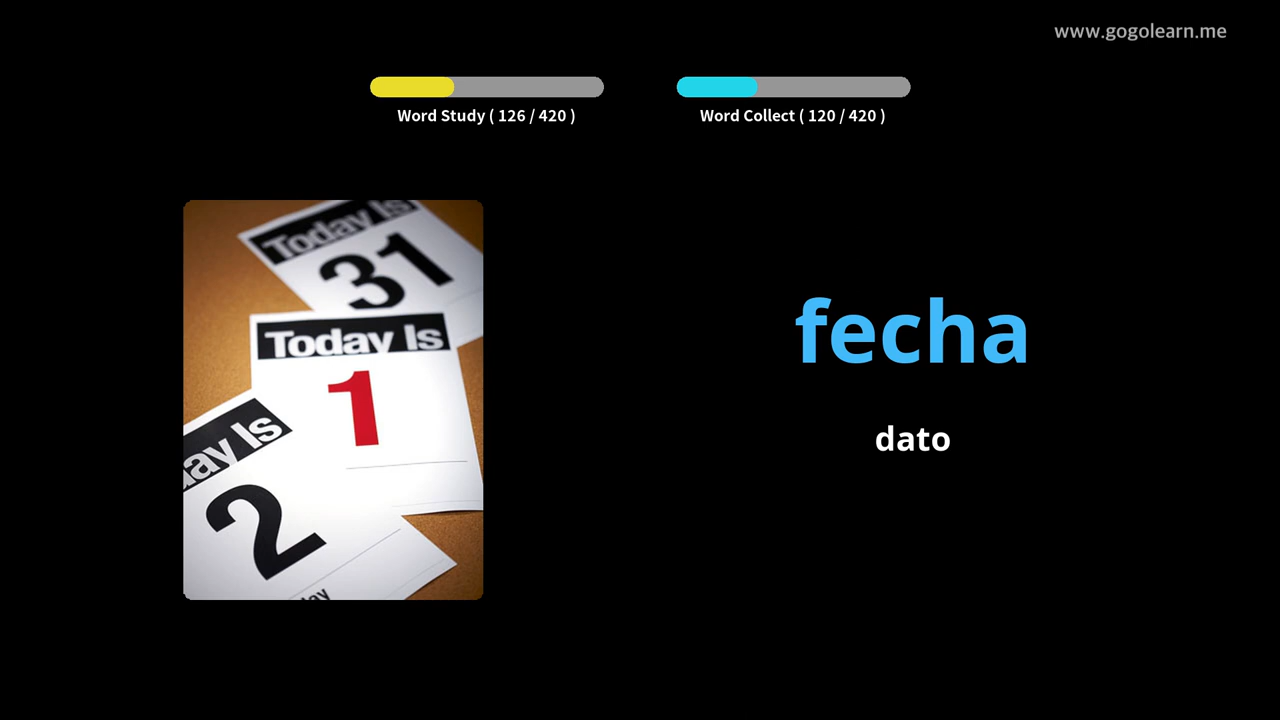 www.gogolearn.me
Word Study ( 126 / 420 )
Word Collect ( 120 / 420 )
Today Is
31
Today Is
1
day Is
2
fecha
dato